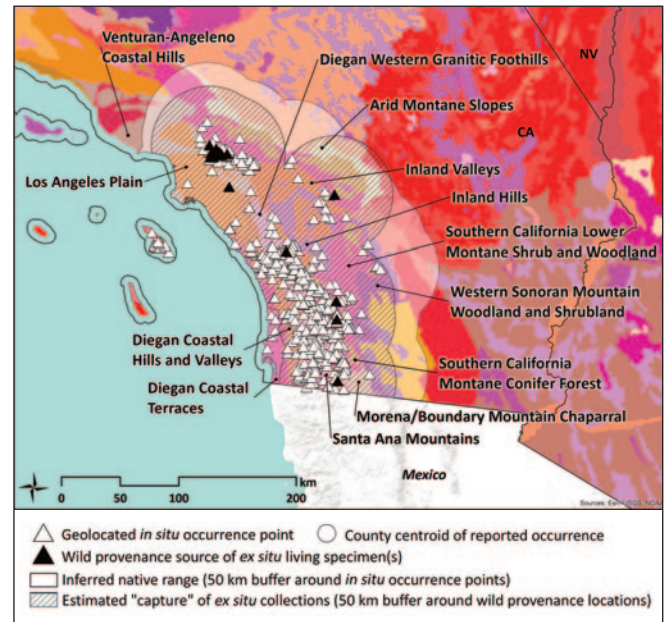 Venturan-Angeleno
Coastal Hills
Diegan Western Granitic Foothills
NV
Arid Montane Slopes
CA
Inland Valleys
Los Angeles Plain
Inland Hills
Southern California Lower
Montane Shrub and Woodland
Western Sonoran Mountain
Woodland and Shrubland
Diegan Coastal
Hills and Valleys
Southern California
Montane Conifer Forest
Diegan Coastal
Terraces
Morena/Boundary Mountain Chaparral
Santa Ana Mountains
Mexico
km
0 50 100 200
Sources: Esri, USGS, NOAA
Geolocated in situ occurrence point
County centroid of reported occurrence
Wild provenance source of ex situ living specimen(s)
Inferred native range (50 km buffer around in situ occurrence points)
Estimated "capture" of ex situ collections (50 km buffer around wild provenance locations)